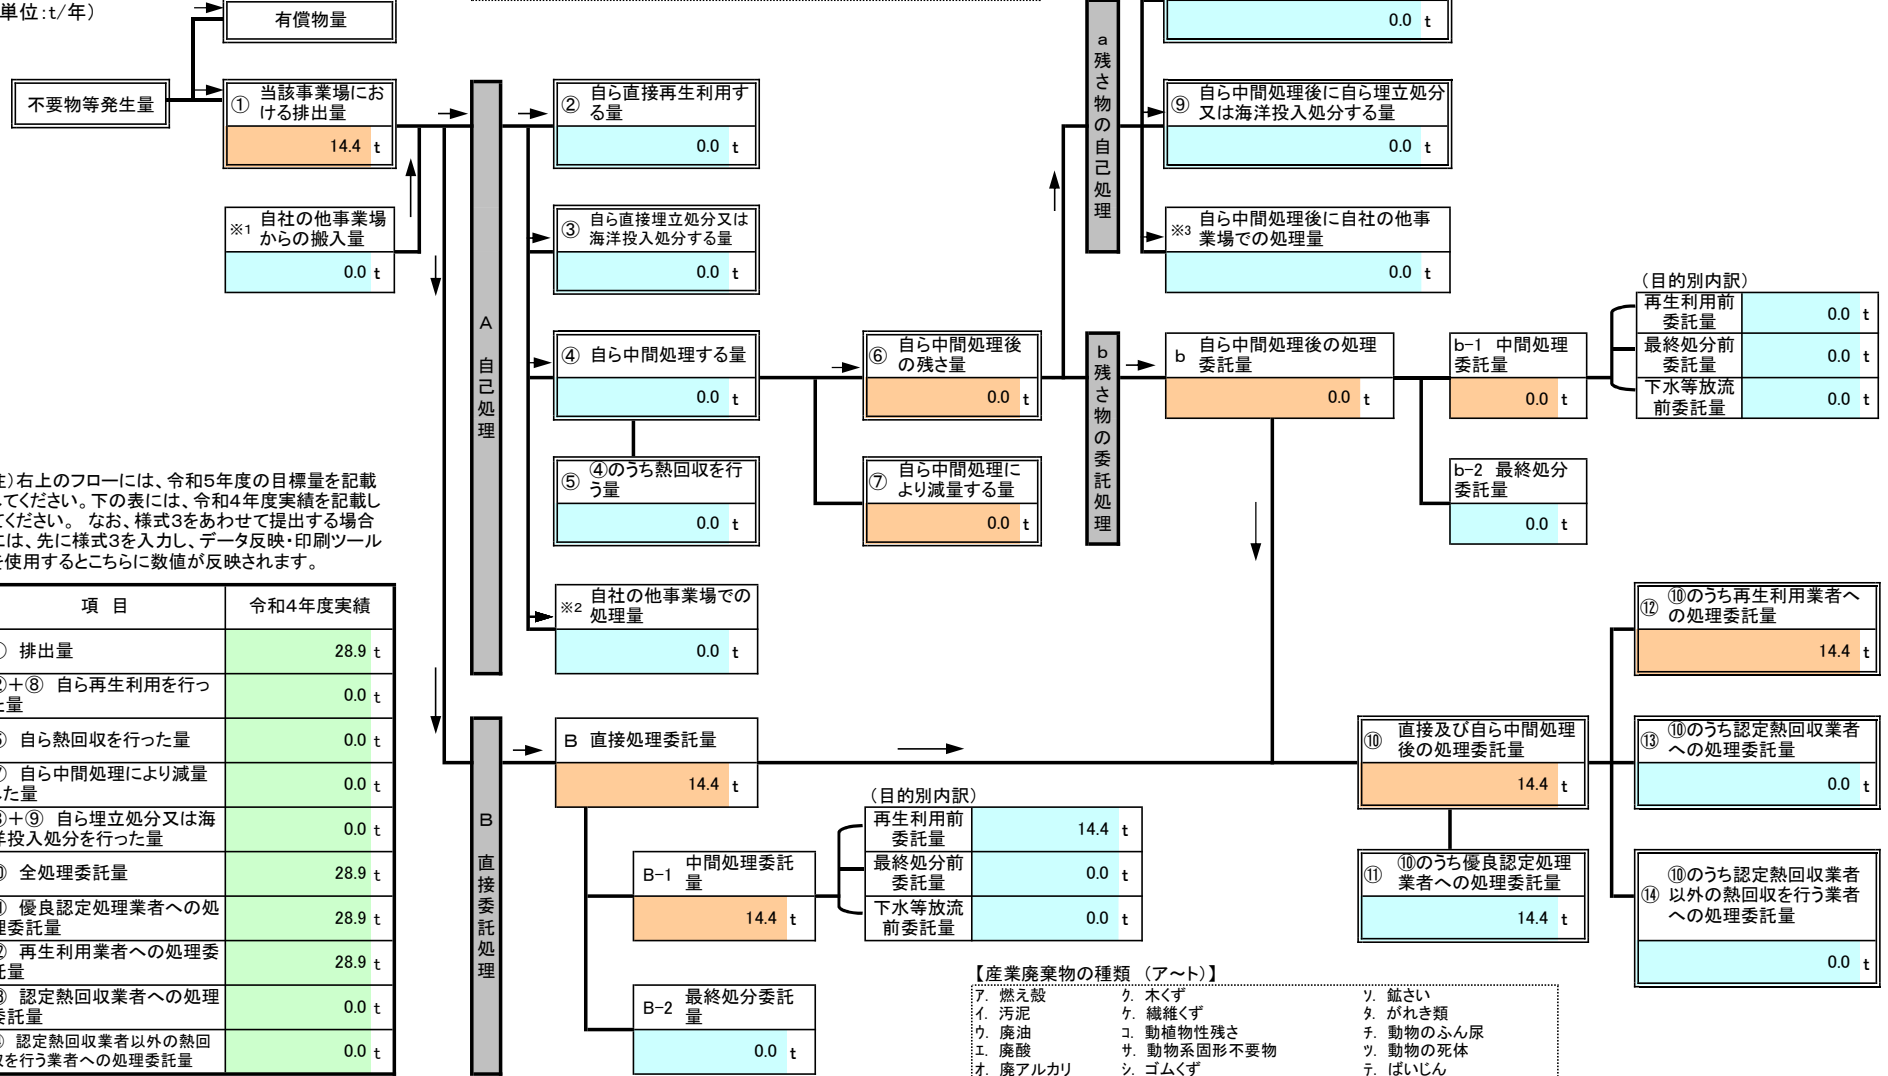 単位:t/年)
有償物量
不要物等発生量
① 当該事業場にお
ける排出量
14.4 t
※1 自社の他事業場
からの搬入量
0.0 t
A 自己処理
② 自ら直接再生利用す
る量
0.0 t
③ 自ら直接埋立処分又は
海洋投入処分する量
0.0 t
④ 自ら中間処理する量
0.0 t
⑤ ④のうち熱回収を行
う量
0.0 t
※2 自社の他事業場での
処理量
0.0 t
⑥ 自ら中間処理後
の残さ量
0.0 t
⑦ 自ら中間処理に
より減量する量
0.0 t
a 残さ物の自己処理
0.0 t
⑨ 自ら中間処理後に自ら埋立処分
又は海洋投入処分する量
0.0 t
※3 自ら中間処理後に自社の他事
業場での処理量
0.0 t
b 残さ物の委託処理
b 自ら中間処理後の処理
委託量
0.0 t
b-1 中間処理
委託量
0.0 t
(目的別内訳)
再生利用前
委託量
0.0 t
最終処分前
委託量
0.0 t
下水等放流
前委託量
0.0 t
b-2 最終処分
委託量
0.0 t
)右上のフローには、令和5年度の目標量を記載
てください。下の表には、令和4年度実績を記載し
ください。 なお、様式3をあわせて提出する場合
は、先に様式3を入力し、データ反映・印刷ツール
使用するとこちらに数値が反映されます。
項 目 令和4年度実績
排出量 28.9 t
+⑧ 自ら再生利用を行っ
量 0.0 t
自ら熱回収を行った量 0.0 t
自ら中間処理により減量
た量 0.0 t
+⑨ 自ら埋立処分又は海
投入処分を行った量 0.0 t
全処理委託量 28.9 t
優良認定処理業者への処
委託量 28.9 t
再生利用業者への処理委
量 28.9 t
認定熱回収業者への処理
託量 0.0 t
認定熱回収業者以外の熱回
を行う業者への処理委託量 0.0 t
B 直接委託処理
B 直接処理委託量
14.4 t
B-1 中間処理委託
量
14.4 t
(目的別内訳)
再生利用前
委託量
14.4 t
最終処分前
委託量
0.0 t
下水等放流
前委託量
0.0 t
B-2 最終処分委託
量
0.0 t
⑩ 直接及び自ら中間処理
後の処理委託量
14.4 t
⑪ ⑩のうち優良認定処理
業者への処理委託量
14.4 t
⑫ ⑩のうち再生利用業者へ
の処理委託量
14.4 t
⑬ ⑩のうち認定熱回収業者
への処理委託量
0.0 t
⑭ ⑩のうち認定熱回収業者
以外の熱回収を行う業者
への処理委託量
0.0 t
【産業廃棄物の種類 (ア~ト)】
ア. 燃え殻 ク. 木くず ソ. 鉱さい
イ. 汚泥 ケ. 繊維くず タ. がれき類
ウ. 廃油 コ. 動植物性残さ チ. 動物のふん尿
エ. 廃酸 サ. 動物系固形不要物 ツ. 動物の死体
オ. 廃アルカリ シ. ゴムくず テ. ばいじん